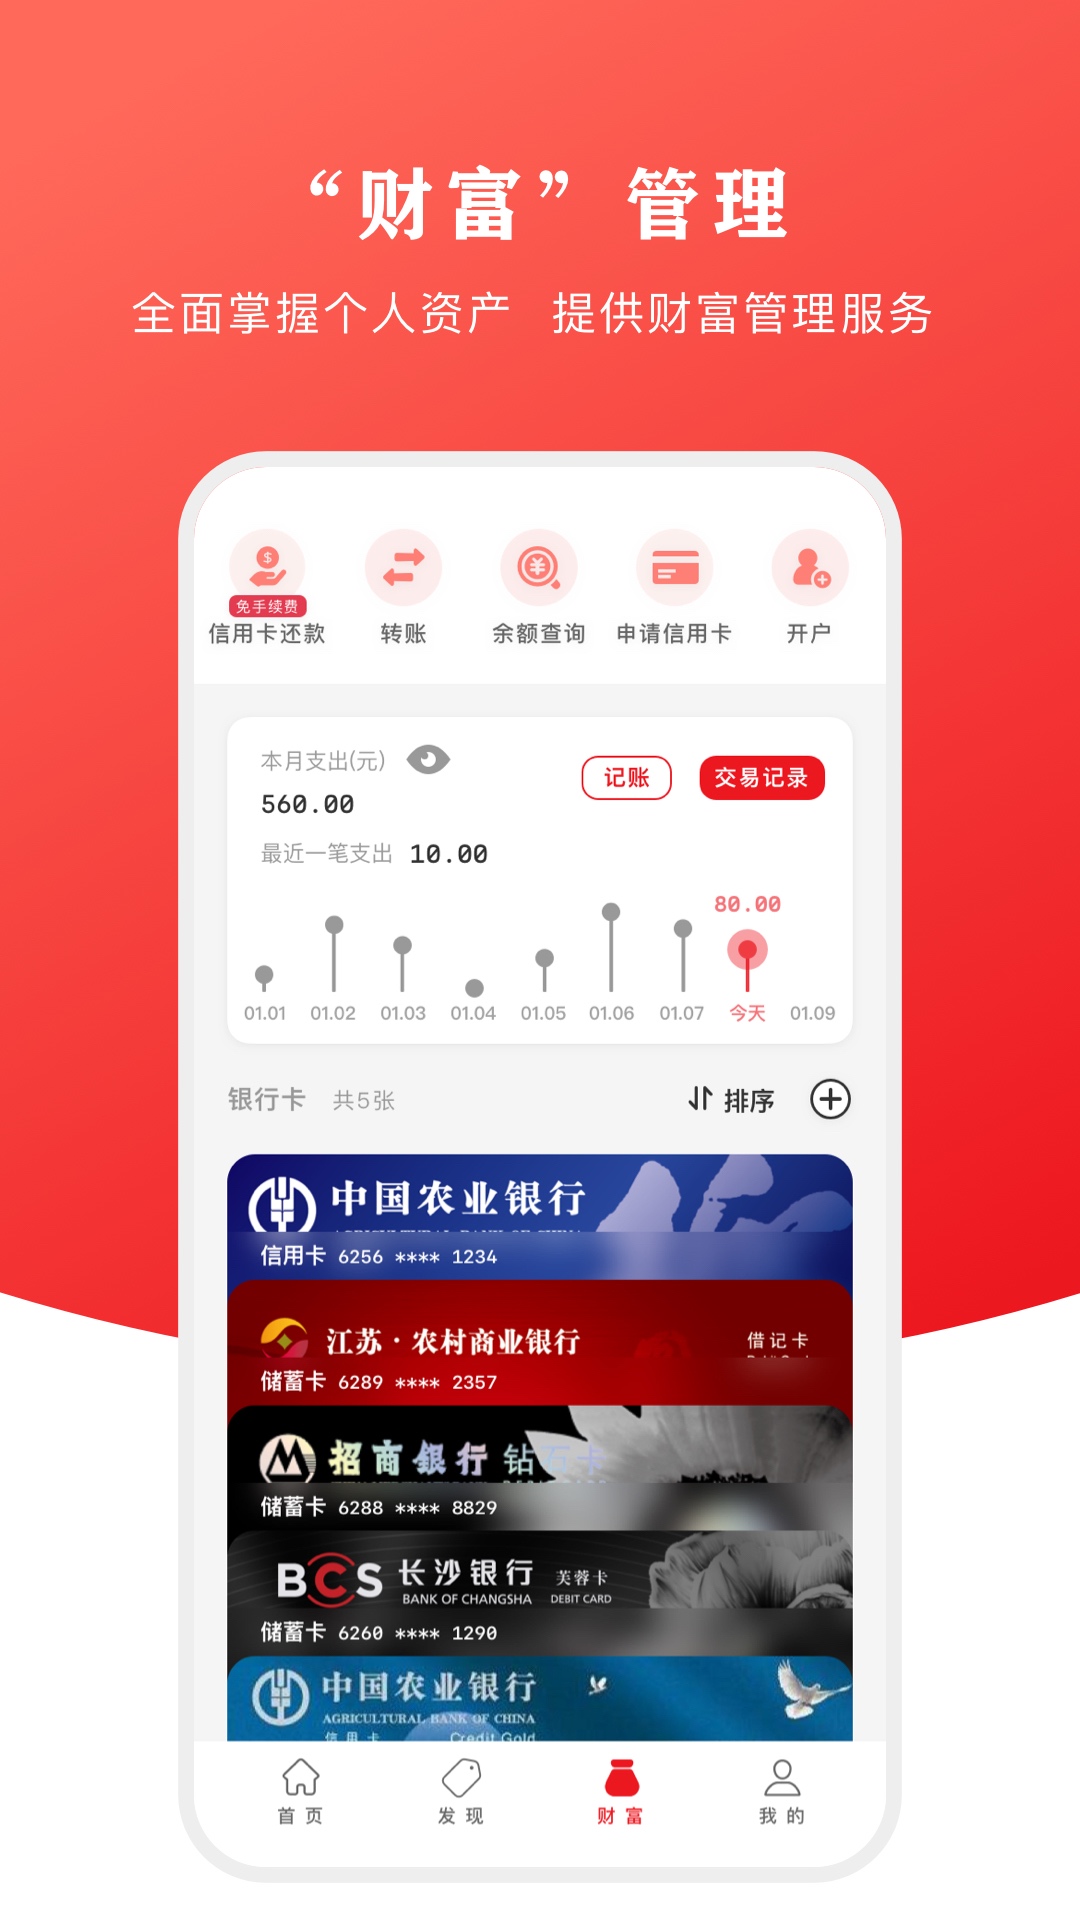 “财富”管理
全面掌握个人资产 提供财富管理服务
免手续费
信用卡还款 转账 余额查询 申请信用卡 开户
本月支出(元)
记账 交易记录
560.00
最近一笔支出 10.00
80.00
01.01 01.02 01.03 01.04 01.05 01.06 01.07 今天 01.09
银行卡 共5张 排序
中国农业银行
信用卡 6256 **** 1234
江苏·农村商业银行 借记卡
储蓄卡 6289 **** 2357
招商银行 钻石卡
储蓄卡 6288 **** 8829
BCS 长沙银行 芙蓉卡
BANK OF CHANGSHA DEBIT CARD
储蓄卡 6260 **** 1290
中国农业银行
AGRICULTURAL BANK OF CHINA
信用卡 Credit Gold
首页 发现 财富 我的